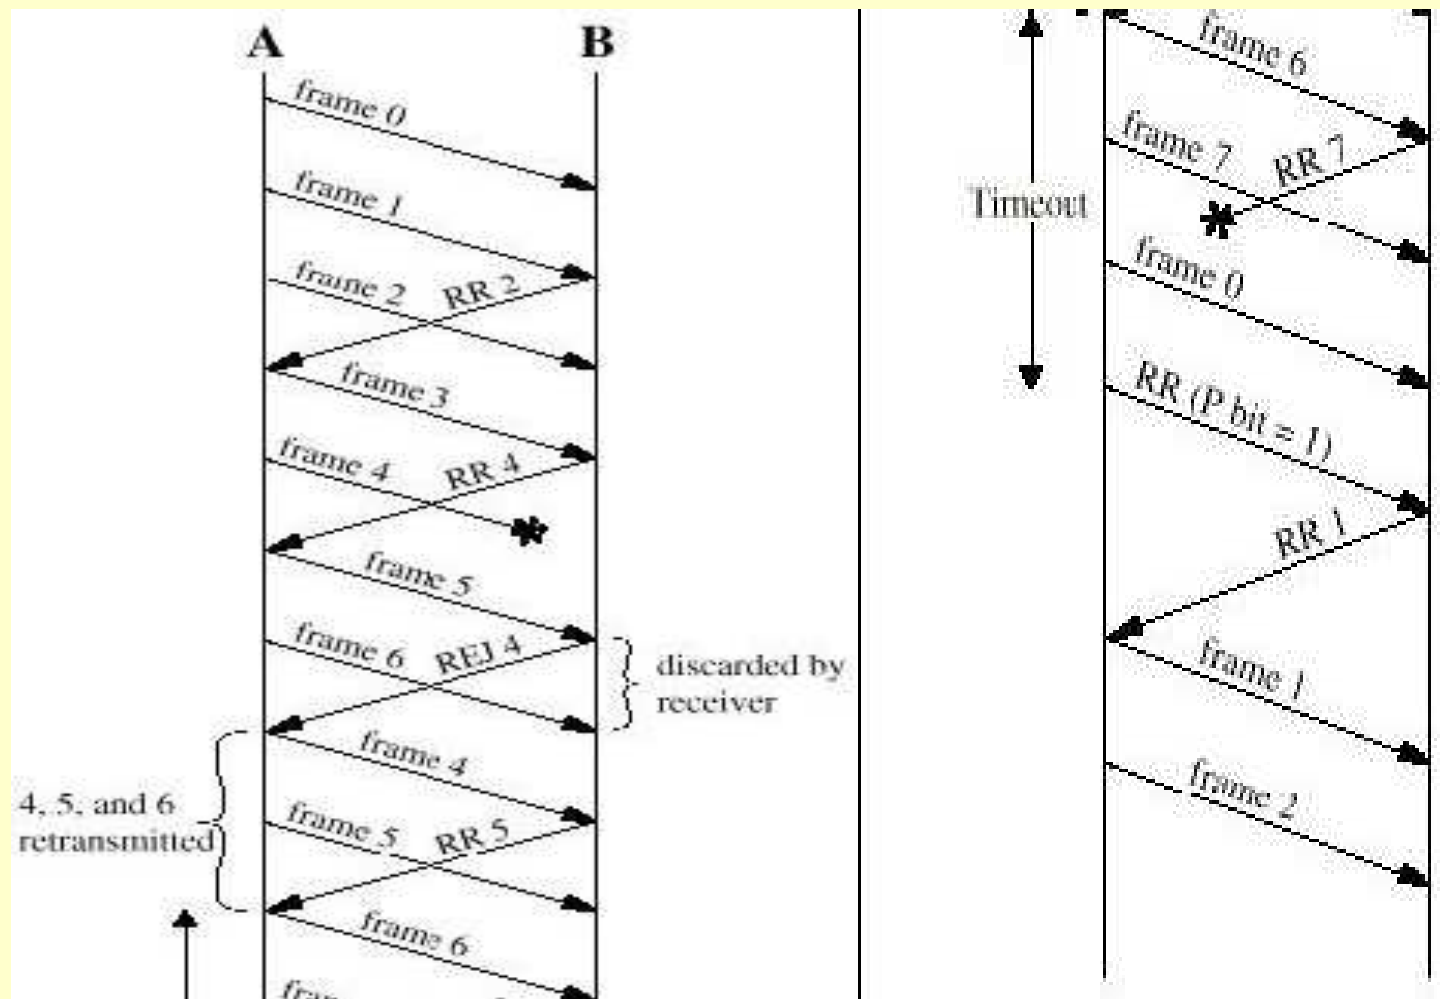 A
B
frame 0
frame 1
frame 2
RR 2
frame 3
frame 4
RR 4
frame 5
frame 6
REJ 4
discarded by
receiver
frame 4
4, 5, and 6
retransmitted
frame 5
RR 5
frame 6
frame 6
frame 7
RR 7
Timeout
frame 0
RR (P bit = 1)
RR 1
frame 1
frame 2